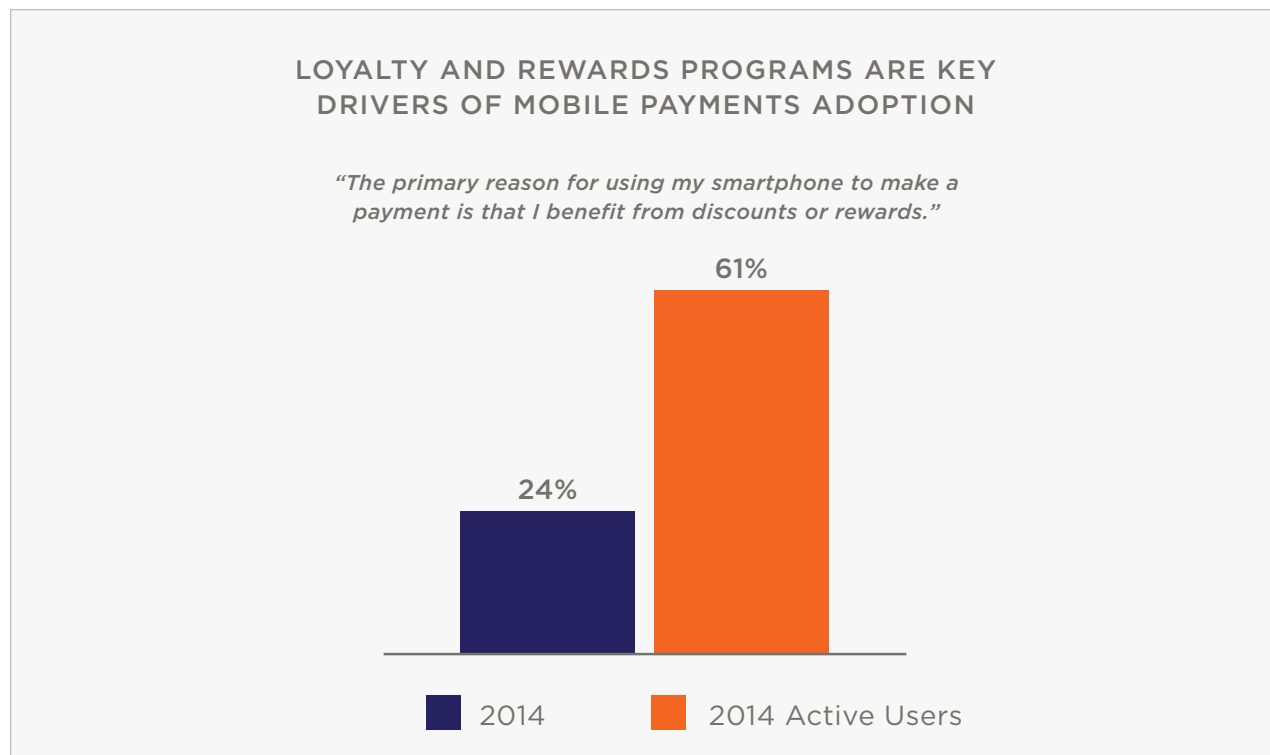 LOYALTY AND REWARDS PROGRAMS ARE KEY
DRIVERS OF MOBILE PAYMENTS ADOPTION
“The primary reason for using my smartphone to make a
payment is that I benefit from discounts or rewards.”
61%
24%
2014
2014 Active Users